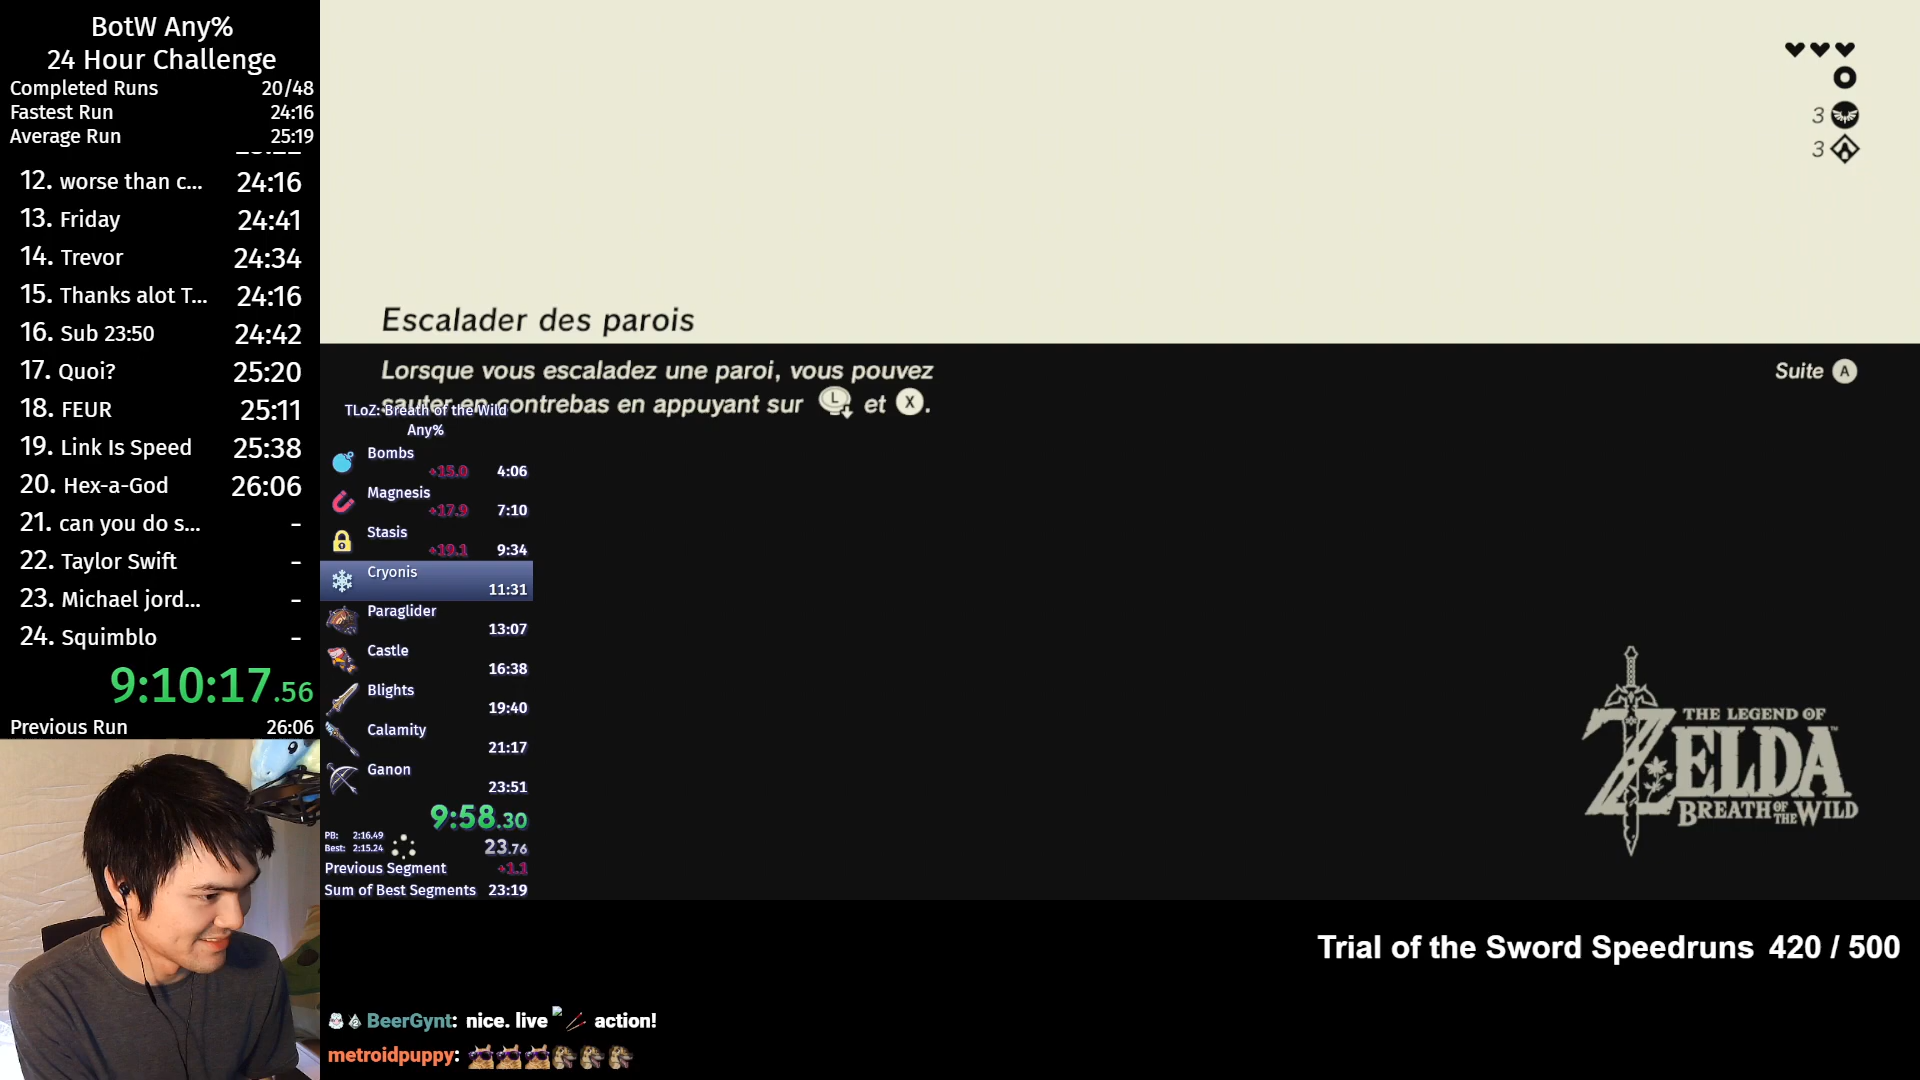 BotW Any%
24 Hour Challenge
Completed Runs 20/48
Fastest Run 24:16
Average Run 25:19
12. worse than c... 24:16
13. Friday 24:41
14. Trevor 24:34
15. Thanks alot T... 24:16
16. Sub 23:50 24:42
17. Quoi? 25:20
18. FEUR 25:11
19. Link Is Speed 25:38
20. Hex-a-God 26:06
21. can you do s... -
22. Taylor Swift -
23. Michael jord... -
24. Squimblo -
9:10:17.56
Previous Run 26:06
3
3
Escalader des parois
Lorsque vous escaladez une paroi, vous pouvez
sauter en contrebas en appuyant sur L et X.
Suite A
TLoZ: Breath of the Wild
Any%
Bombs
+15.0 4:06
Magnesis
+17.9 7:10
Stasis
+19.1 9:34
Cryonis
11:31
Paraglider
13:07
Castle
16:38
Blights
19:40
Calamity
21:17
Ganon
23:51
9:58.30
PB: 2:16.49
Best: 2:15.24
23.76
Previous Segment +1.1
Sum of Best Segments 23:19
THE LEGEND OF
ZELDA
BREATH OF THE WILD
Trial of the Sword Speedruns 420 / 500
BeerGynt: nice. live action!
metroidpuppy: